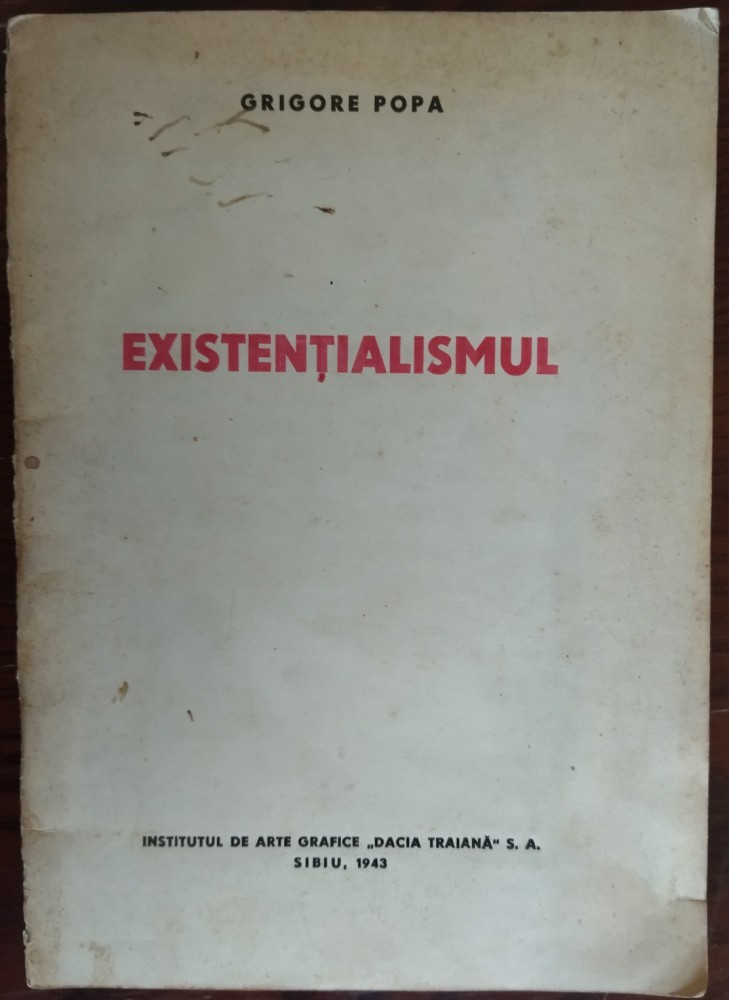 GRIGORE POPA
EXISTENȚIALISMUL
INSTITUTUL DE ARTE GRAFICE „DACIA TRAIANĂ“ S. A.
SIBIU, 1943